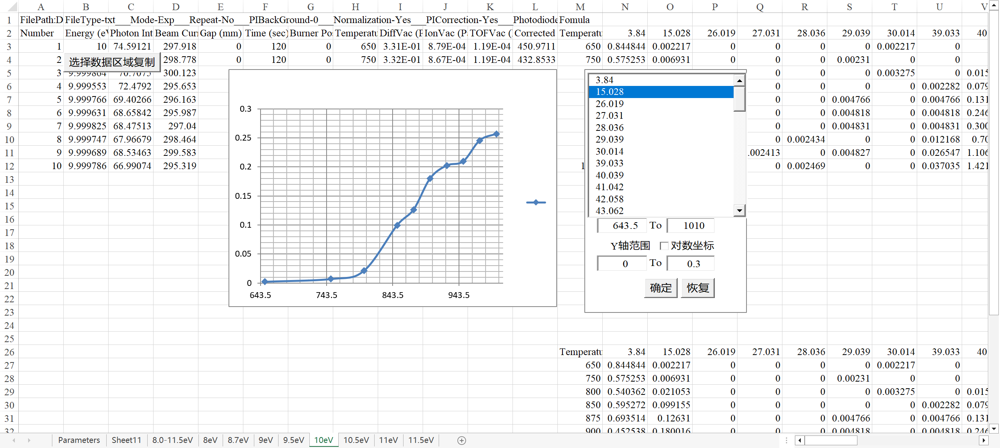 A B C D E F G H I J K L M N O P Q R S T U V
1 FilePath:D FileType-txt___Mode-Exp___Repeat-No___PIBackGround-0___Normalization-Yes___PICorrection-Yes___Photodiode Fomula
2 Number Energy (eV Photon Int Beam Curr Gap (mm) Time (sec) Burner Pos Temperatu DiffVac (P IonVac (P TOFVac ( Corrected Temperatu 3.84 15.028 26.019 27.031 28.036 29.039 30.014 39.033 40
3 1 10 74.59121 297.918 0 120 0 650 3.31E-01 8.79E-04 1.19E-04 450.9711 650 0.844844 0.002217 0 0 0 0 0.002217 0
4 2 298.778 0 120 0 750 3.32E-01 8.67E-04 1.19E-04 432.8533 750 0.575253 0.006931 0 0 0 0.00231 0 0
选择数据区域复制
5 3 9.999864 70.7075 300.123 0 0 0 0.003275 0 0.015
6 4 9.999553 72.4792 295.653 0 0 0 0 0.002282 0.079
7 5 9.999766 69.40266 296.163 0 0 0.004766 0 0.004766 0.131
8 6 9.999631 68.65842 295.987 0 0 0.004818 0 0.004818 0.246
9 7 9.999825 68.47513 297.04 0 0 0.004831 0 0.004831 0.300
10 8 9.999747 67.96679 298.464 0 0.002434 0 0 0.012168 0.70
11 9 9.999689 68.53463 299.583 .002413 0 0.004827 0 0.026547 1.106
12 10 9.999786 66.99074 295.319 1 0 0.002469 0 0 0.037035 1.421
13
14
15
16
17
18
19
20
21
22
23
24
25
0.3
0.25
0.2
0.15
0.1
0.05
0
643.5 743.5 843.5 943.5
3.84
15.028
26.019
27.031
28.036
29.039
30.014
39.033
40.039
41.042
42.058
43.062
643.5 To 1010
Y轴范围 对数坐标
0 To 0.3
确定 恢复
26 Temperatu 3.84 15.028 26.019 27.031 28.036 29.039 30.014 39.033 40
27 650 0.844844 0.002217 0 0 0 0 0.002217 0
28 750 0.575253 0.006931 0 0 0 0.00231 0 0
29 800 0.540362 0.021053 0 0 0 0 0.003275 0 0.015
30 850 0.595272 0.099155 0 0 0 0 0 0.002282 0.079
31 875 0.693514 0.12631 0 0 0 0.004766 0 0.004766 0.131
32 900 0.452538 0.180016 0 0 0 0.004818 0 0.004818 0.246
Parameters Sheet11 8.0-11.5eV 8eV 8.7eV 9eV 9.5eV 10eV 10.5eV 11eV 11.5eV